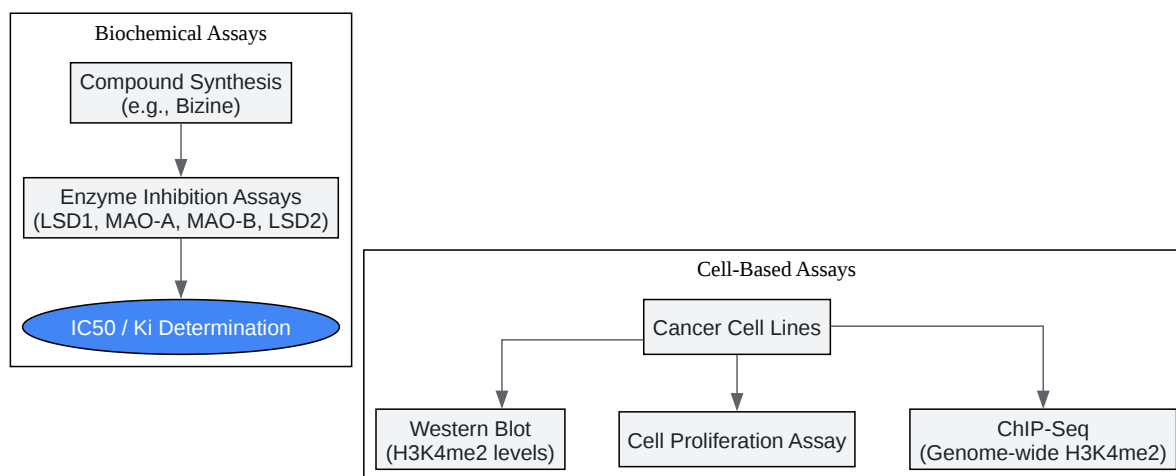 Biochemical Assays
Compound Synthesis
(e.g., Bizine)
Enzyme Inhibition Assays
(LSD1, MAO-A, MAO-B, LSD2)
IC50 / Ki Determination
Cell-Based Assays
Cancer Cell Lines
Western Blot
(H3K4me2 levels)
Cell Proliferation Assay
ChIP-Seq
(Genome-wide H3K4me2)